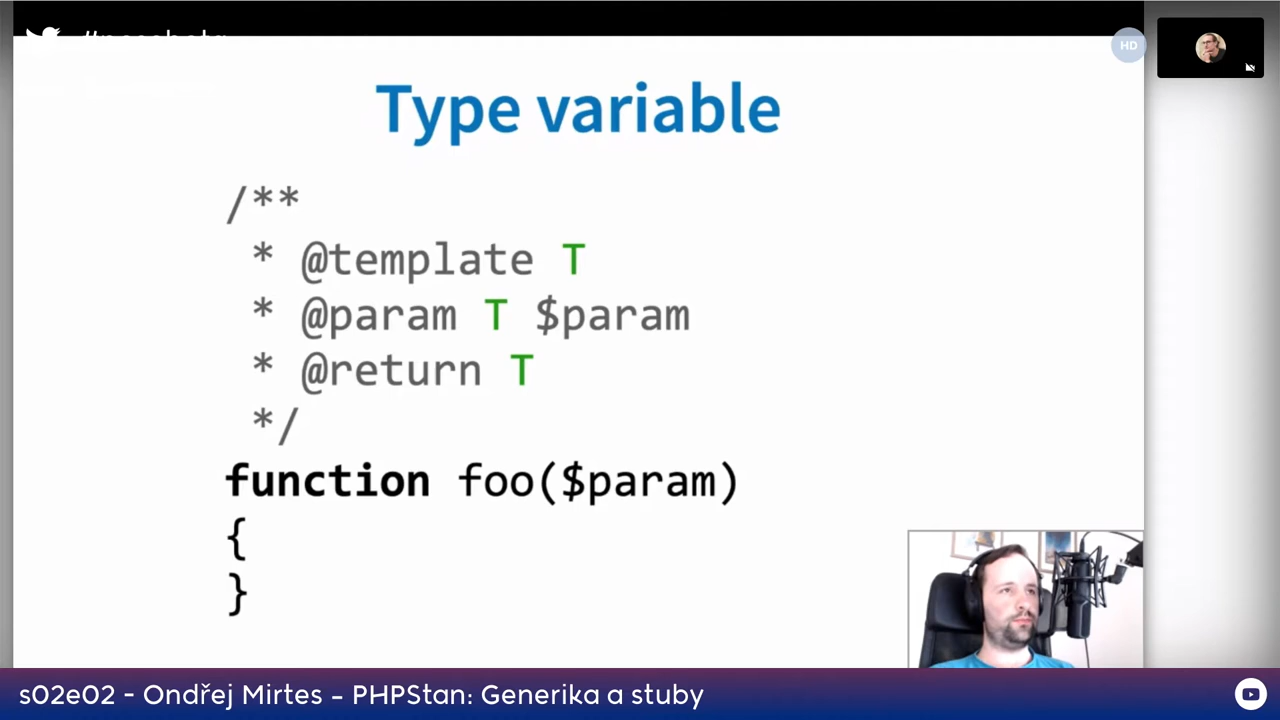 HD
Type variable
/**
* @template T
* @param T $param
* @return T
*/
function foo($param)
{
}
s02e02 - Ondřej Mirtes – PHPStan: Generika a stuby